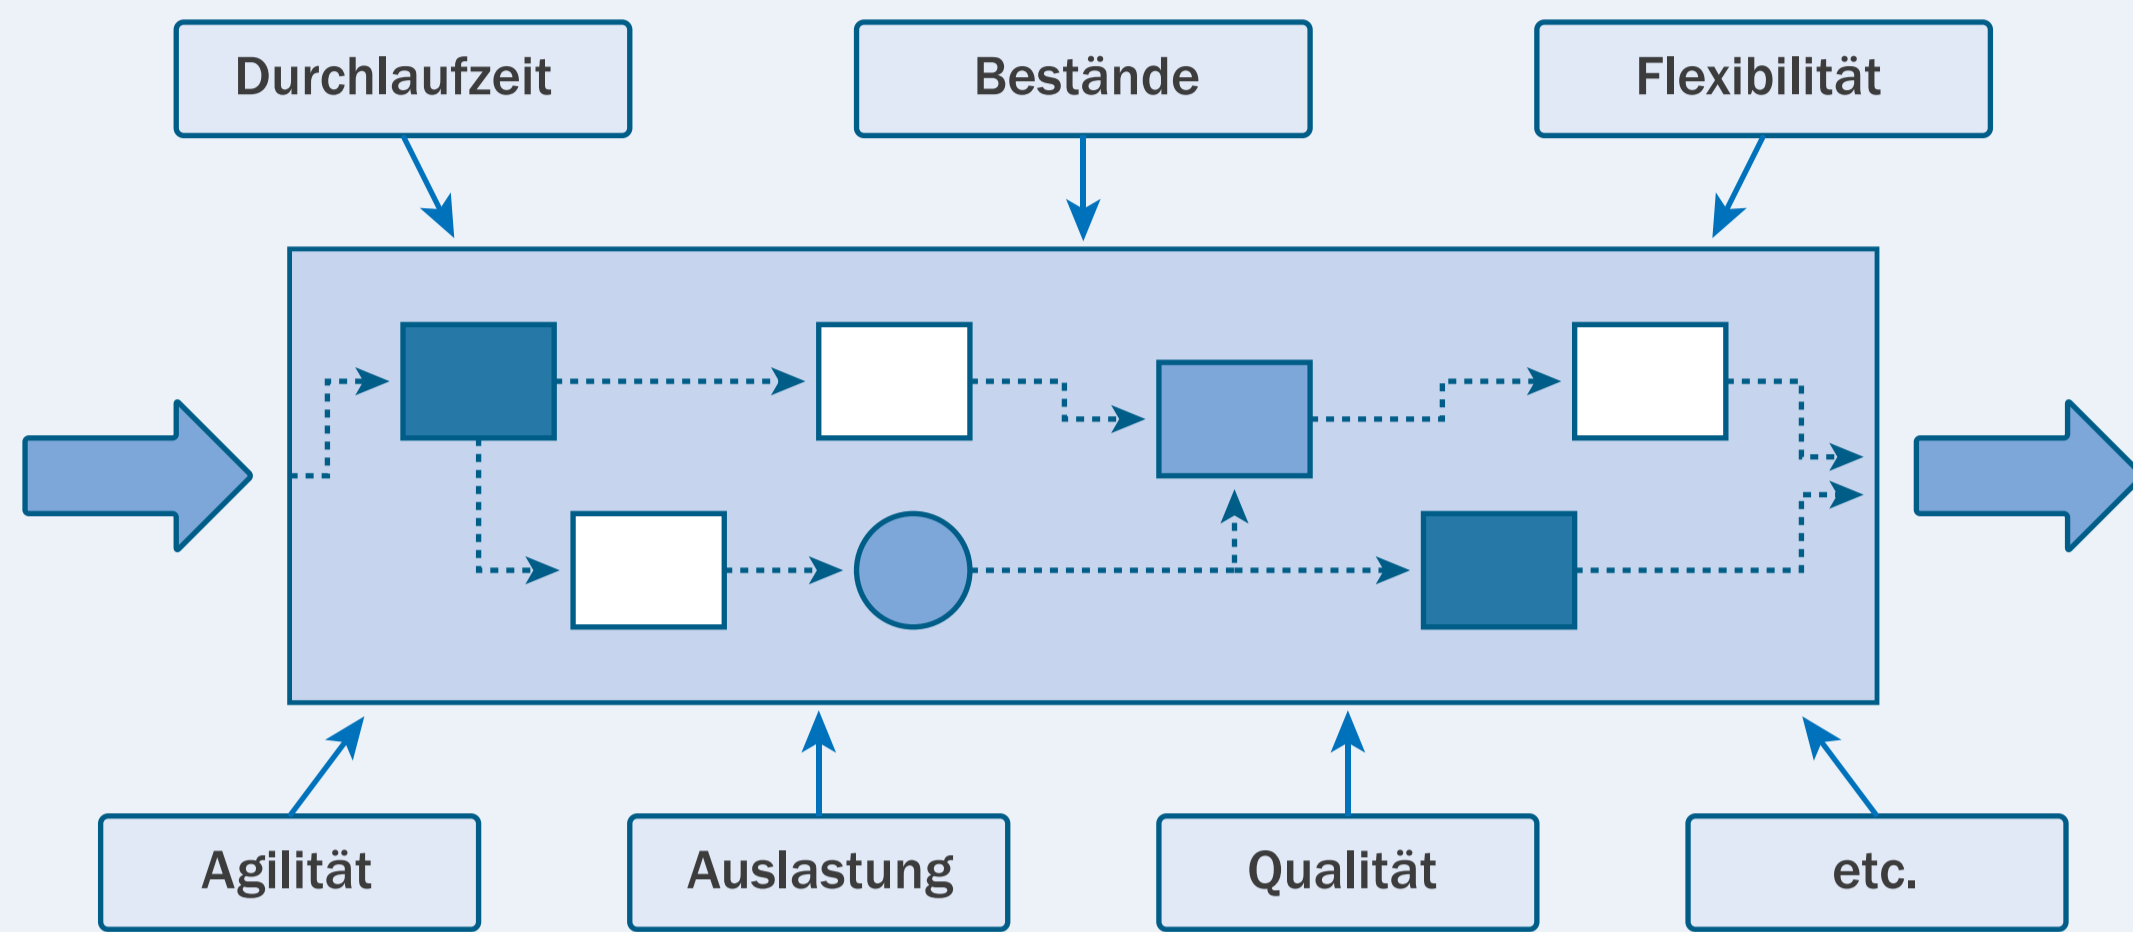 Durchlaufzeit
Bestände
Flexibilität
Agilität
Auslastung
Qualität
etc.